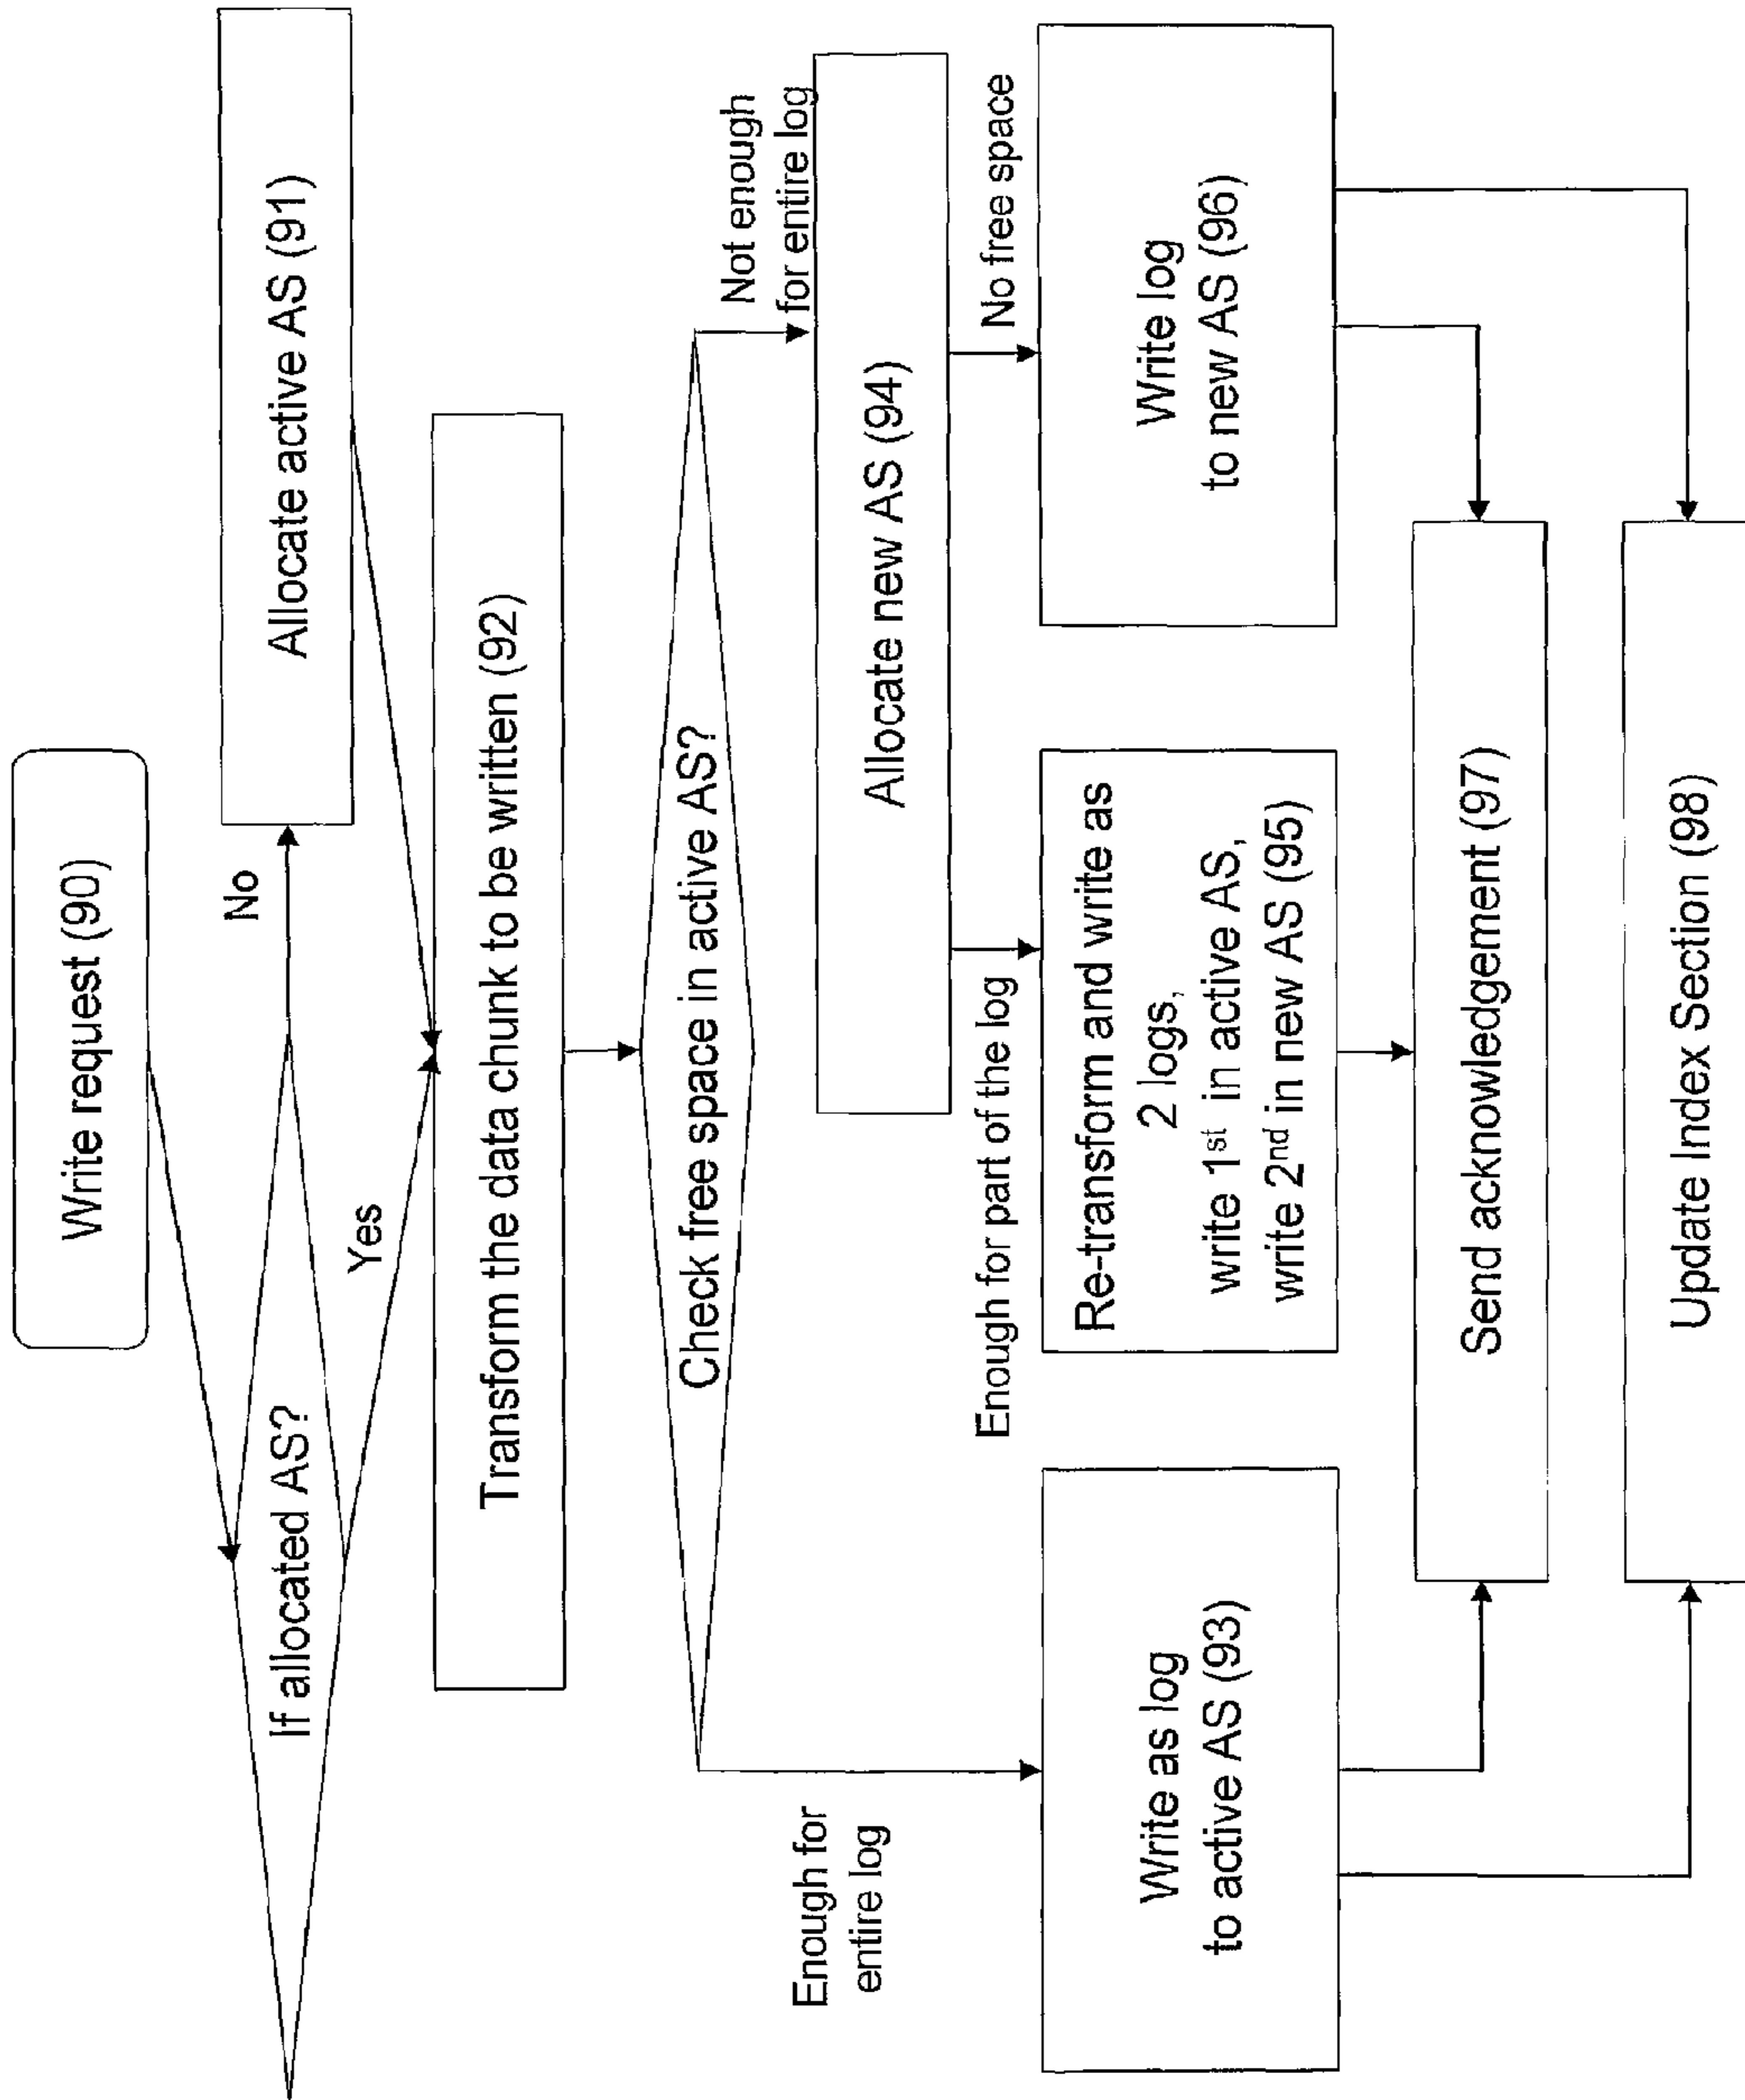 Write request (90)
If allocated AS?
No
Allocate active AS (91)
Yes
Transform the data chunk to be written (92)
Check free space in active AS?
Enough for
entire log
Not enough
for entire log
Allocate new AS (94)
Enough for part of the log
No free space
Write as log
to active AS (93)
Re-transform and write as
2 logs,
write 1st in active AS,
write 2nd in new AS (95)
Write log
to new AS (96)
Send acknowledgement (97)
Update Index Section (98)